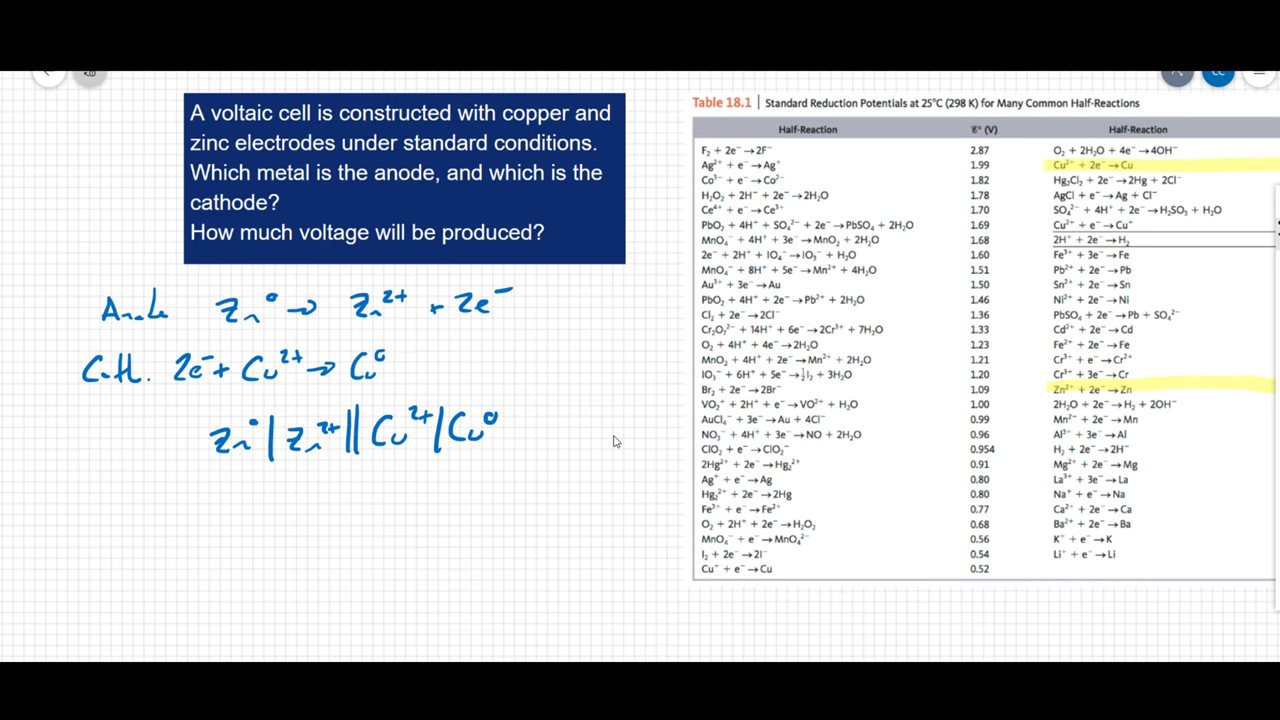 A voltaic cell is constructed with copper and
zinc electrodes under standard conditions.
Which metal is the anode, and which is the
cathode?
How much voltage will be produced?
Anode Zn⁰ → Zn²⁺ + 2e⁻
Cath. 2e⁻ + Cu²⁺ → Cu⁰
Zn⁰ | Zn²⁺ || Cu²⁺ | Cu⁰
CC
Table 18.1 | Standard Reduction Potentials at 25°C (298 K) for Many Common Half-Reactions
Half-Reaction ℰ° (V) Half-Reaction
F₂ + 2e⁻ → 2F⁻ 2.87 O₂ + 2H₂O + 4e⁻ → 4OH⁻
Ag²⁺ + e⁻ → Ag⁺ 1.99 Cu²⁺ + 2e⁻ → Cu
Co³⁺ + e⁻ → Co²⁺ 1.82 Hg₂Cl₂ + 2e⁻ → 2Hg + 2Cl⁻
H₂O₂ + 2H⁺ + 2e⁻ → 2H₂O 1.78 AgCl + e⁻ → Ag + Cl⁻
Ce⁴⁺ + e⁻ → Ce³⁺ 1.70 SO₄²⁻ + 4H⁺ + 2e⁻ → H₂SO₃ + H₂O
PbO₂ + 4H⁺ + SO₄²⁻ + 2e⁻ → PbSO₄ + 2H₂O 1.69 Cu²⁺ + e⁻ → Cu⁺
MnO₄⁻ + 4H⁺ + 3e⁻ → MnO₂ + 2H₂O 1.68 2H⁺ + 2e⁻ → H₂
2e⁻ + 2H⁺ + IO₄⁻ → IO₃⁻ + H₂O 1.60 Fe³⁺ + 3e⁻ → Fe
MnO₄⁻ + 8H⁺ + 5e⁻ → Mn²⁺ + 4H₂O 1.51 Pb²⁺ + 2e⁻ → Pb
Au³⁺ + 3e⁻ → Au 1.50 Sn²⁺ + 2e⁻ → Sn
PbO₂ + 4H⁺ + 2e⁻ → Pb²⁺ + 2H₂O 1.46 Ni²⁺ + 2e⁻ → Ni
Cl₂ + 2e⁻ → 2Cl⁻ 1.36 PbSO₄ + 2e⁻ → Pb + SO₄²⁻
Cr₂O₇²⁻ + 14H⁺ + 6e⁻ → 2Cr³⁺ + 7H₂O 1.33 Cd²⁺ + 2e⁻ → Cd
O₂ + 4H⁺ + 4e⁻ → 2H₂O 1.23 Fe²⁺ + 2e⁻ → Fe
MnO₂ + 4H⁺ + 2e⁻ → Mn²⁺ + 2H₂O 1.21 Cr³⁺ + e⁻ → Cr²⁺
IO₃⁻ + 6H⁺ + 5e⁻ → ½I₂ + 3H₂O 1.20 Cr³⁺ + 3e⁻ → Cr
Br₂ + 2e⁻ → 2Br⁻ 1.09 Zn²⁺ + 2e⁻ → Zn
VO₂⁺ + 2H⁺ + e⁻ → VO²⁺ + H₂O 1.00 2H₂O + 2e⁻ → H₂ + 2OH⁻
AuCl₄⁻ + 3e⁻ → Au + 4Cl⁻ 0.99 Mn²⁺ + 2e⁻ → Mn
NO₃⁻ + 4H⁺ + 3e⁻ → NO + 2H₂O 0.96 Al³⁺ + 3e⁻ → Al
ClO₂ + e⁻ → ClO₂⁻ 0.954 H₂ + 2e⁻ → 2H⁻
2Hg²⁺ + 2e⁻ → Hg₂²⁺ 0.91 Mg²⁺ + 2e⁻ → Mg
Ag⁺ + e⁻ → Ag 0.80 La³⁺ + 3e⁻ → La
Hg₂²⁺ + 2e⁻ → 2Hg 0.80 Na⁺ + e⁻ → Na
Fe³⁺ + e⁻ → Fe²⁺ 0.77 Ca²⁺ + 2e⁻ → Ca
O₂ + 2H⁺ + 2e⁻ → H₂O₂ 0.68 Ba²⁺ + 2e⁻ → Ba
MnO₄⁻ + e⁻ → MnO₄²⁻ 0.56 K⁺ + e⁻ → K
I₂ + 2e⁻ → 2I⁻ 0.54 Li⁺ + e⁻ → Li
Cu⁺ + e⁻ → Cu 0.52